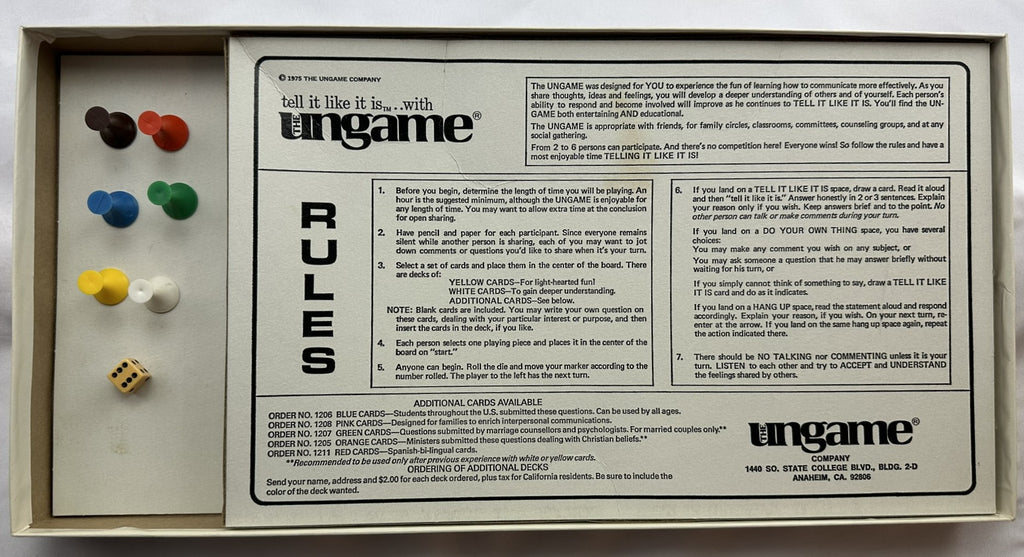 © 1975 THE UNGAME COMPANY
tell it like it is™...with
THE ungame®
The UNGAME was designed for YOU to experience the fun of learning how to communicate more effectively. As you
share thoughts, ideas and feelings, you will develop a deeper understanding of others and of yourself. Each person's
ability to respond and become involved will improve as he continues to TELL IT LIKE IT IS. You'll find the UN-
GAME both entertaining AND educational.
The UNGAME is appropriate with friends, for family circles, classrooms, committees, counseling groups, and at any
social gathering.
From 2 to 6 persons can participate. And there's no competition here! Everyone wins! So follow the rules and have a
most enjoyable time TELLING IT LIKE IT IS!
RULES
1. Before you begin, determine the length of time you will be playing. An
hour is the suggested minimum, although the UNGAME is enjoyable for
any length of time. You may want to allow extra time at the conclusion
for open sharing.
2. Have pencil and paper for each participant. Since everyone remains
silent while another person is sharing, each of you may want to jot
down comments or questions you'd like to share when it's your turn.
3. Select a set of cards and place them in the center of the board. There
are decks of:
YELLOW CARDS—For light-hearted fun!
WHITE CARDS—To gain deeper understanding.
ADDITIONAL CARDS—See below.
NOTE: Blank cards are included. You may write your own question on
these cards, dealing with your particular interest or purpose, and then
insert the cards in the deck, if you like.
4. Each person selects one playing piece and places it in the center of the
board on "start."
5. Anyone can begin. Roll the die and move your marker according to the
number rolled. The player to the left has the next turn.
6. If you land on a TELL IT LIKE IT IS space, draw a card. Read it aloud
and then "tell it like it is." Answer honestly in 2 or 3 sentences. Explain
your reason only if you wish. Keep answers brief and to the point. No
other person can talk or make comments during your turn.
If you land on a DO YOUR OWN THING space, you have several
choices:
You may make any comment you wish on any subject, or
You may ask someone a question that he may answer briefly without
waiting for his turn, or
If you simply cannot think of something to say, draw a TELL IT LIKE
IT IS card and do as it indicates.
If you land on a HANG UP space, read the statement aloud and respond
accordingly. Explain your reason, if you wish. On your next turn, re-
enter at the arrow. If you land on the same hang up space again, repeat
the action indicated there.
7. There should be NO TALKING nor COMMENTING unless it is your
turn. LISTEN to each other and try to ACCEPT and UNDERSTAND
the feelings shared by others.
ADDITIONAL CARDS AVAILABLE
ORDER NO. 1206 BLUE CARDS—Students throughout the U.S. submitted these questions. Can be used by all ages.
ORDER NO. 1208 PINK CARDS—Designed for families to enrich interpersonal communications.
ORDER NO. 1207 GREEN CARDS—Questions submitted by marriage counsellors and psychologists. For married couples only.**
ORDER NO. 1205 ORANGE CARDS—Ministers submitted these questions dealing with Christian beliefs.**
ORDER NO. 1211 RED CARDS—Spanish-bi-lingual cards.
**Recommended to be used only after previous experience with white or yellow cards.
ORDERING OF ADDITIONAL DECKS
Send your name, address and $2.00 for each deck ordered, plus tax for California residents. Be sure to include the
color of the deck wanted.
THE ungame®
COMPANY
1440 SO. STATE COLLEGE BLVD., BLDG. 2-D
ANAHEIM, CA. 92806